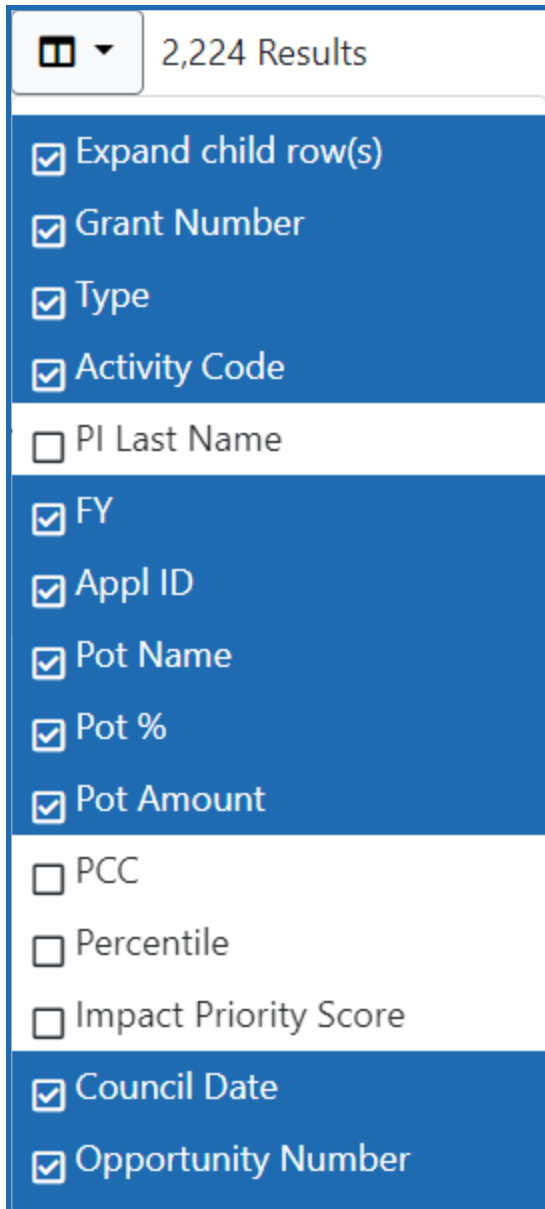 2,224 Results
Expand child row(s)
Grant Number
Type
Activity Code
PI Last Name
FY
Appl ID
Pot Name
Pot %
Pot Amount
PCC
Percentile
Impact Priority Score
Council Date
Opportunity Number